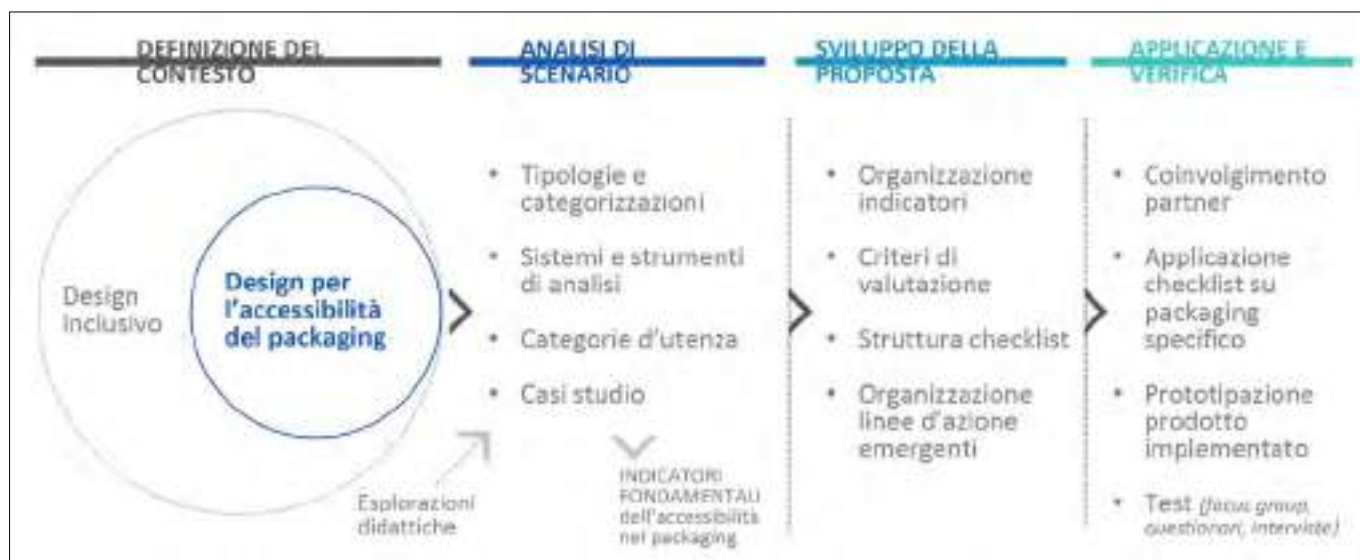 DEFINIZIONE DEL
CONTESTO
Design
Inclusivo
Design per
l'accessibilità
del packaging
Esplorazioni
didattiche
ANALISI DI
SCENARIO
• Tipologie e
categorizzazioni
• Sistemi e strumenti
di analisi
• Categorie d'utenza
• Casi studio
INDICATORI
FONDAMENTALI
dell'accessibilità
nel packaging
SVILUPPO DELLA
PROPOSTA
• Organizzazione
indicatori
• Criteri di
valutazione
• Struttura checklist
• Organizzazione
linee d'azione
emergenti
APPLICAZIONE E
VERIFICA
• Coinvolgimento
partner
• Applicazione
checklist su
packaging
specifico
• Prototipazione
prodotto
implementato
• Test (focus group,
questionari, interviste)